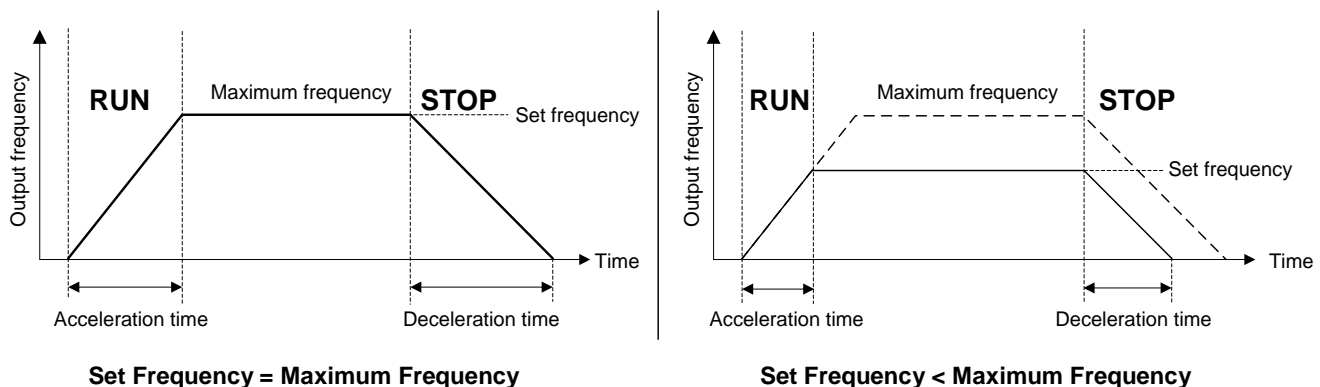 Output frequency
RUN
Maximum frequency
STOP
Set frequency
Time
Acceleration time
Deceleration time
Set Frequency = Maximum Frequency
Output frequency
RUN
Maximum frequency
STOP
Set frequency
Time
Acceleration time
Deceleration time
Set Frequency < Maximum Frequency